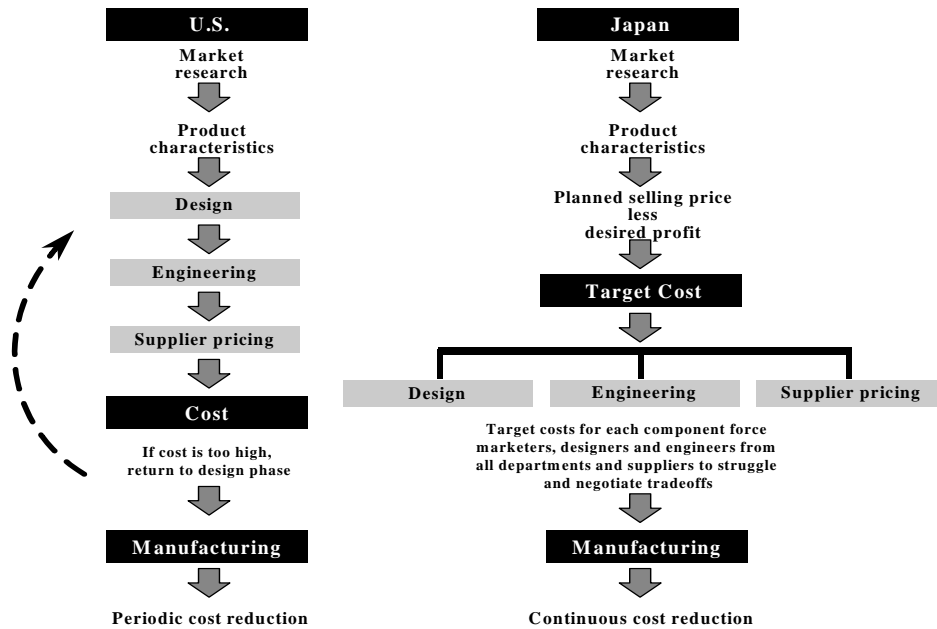 U.S.
Market
research
Product
characteristics
Design
Engineering
Supplier pricing
Cost
If cost is too high,
return to design phase
Manufacturing
Periodic cost reduction
Japan
Market
research
Product
characteristics
Planned selling price
less
desired profit
Target Cost
Design
Engineering
Supplier pricing
Target costs for each component force
marketers, designers and engineers from
all departments and suppliers to struggle
and negotiate tradeoffs
Manufacturing
Continuous cost reduction